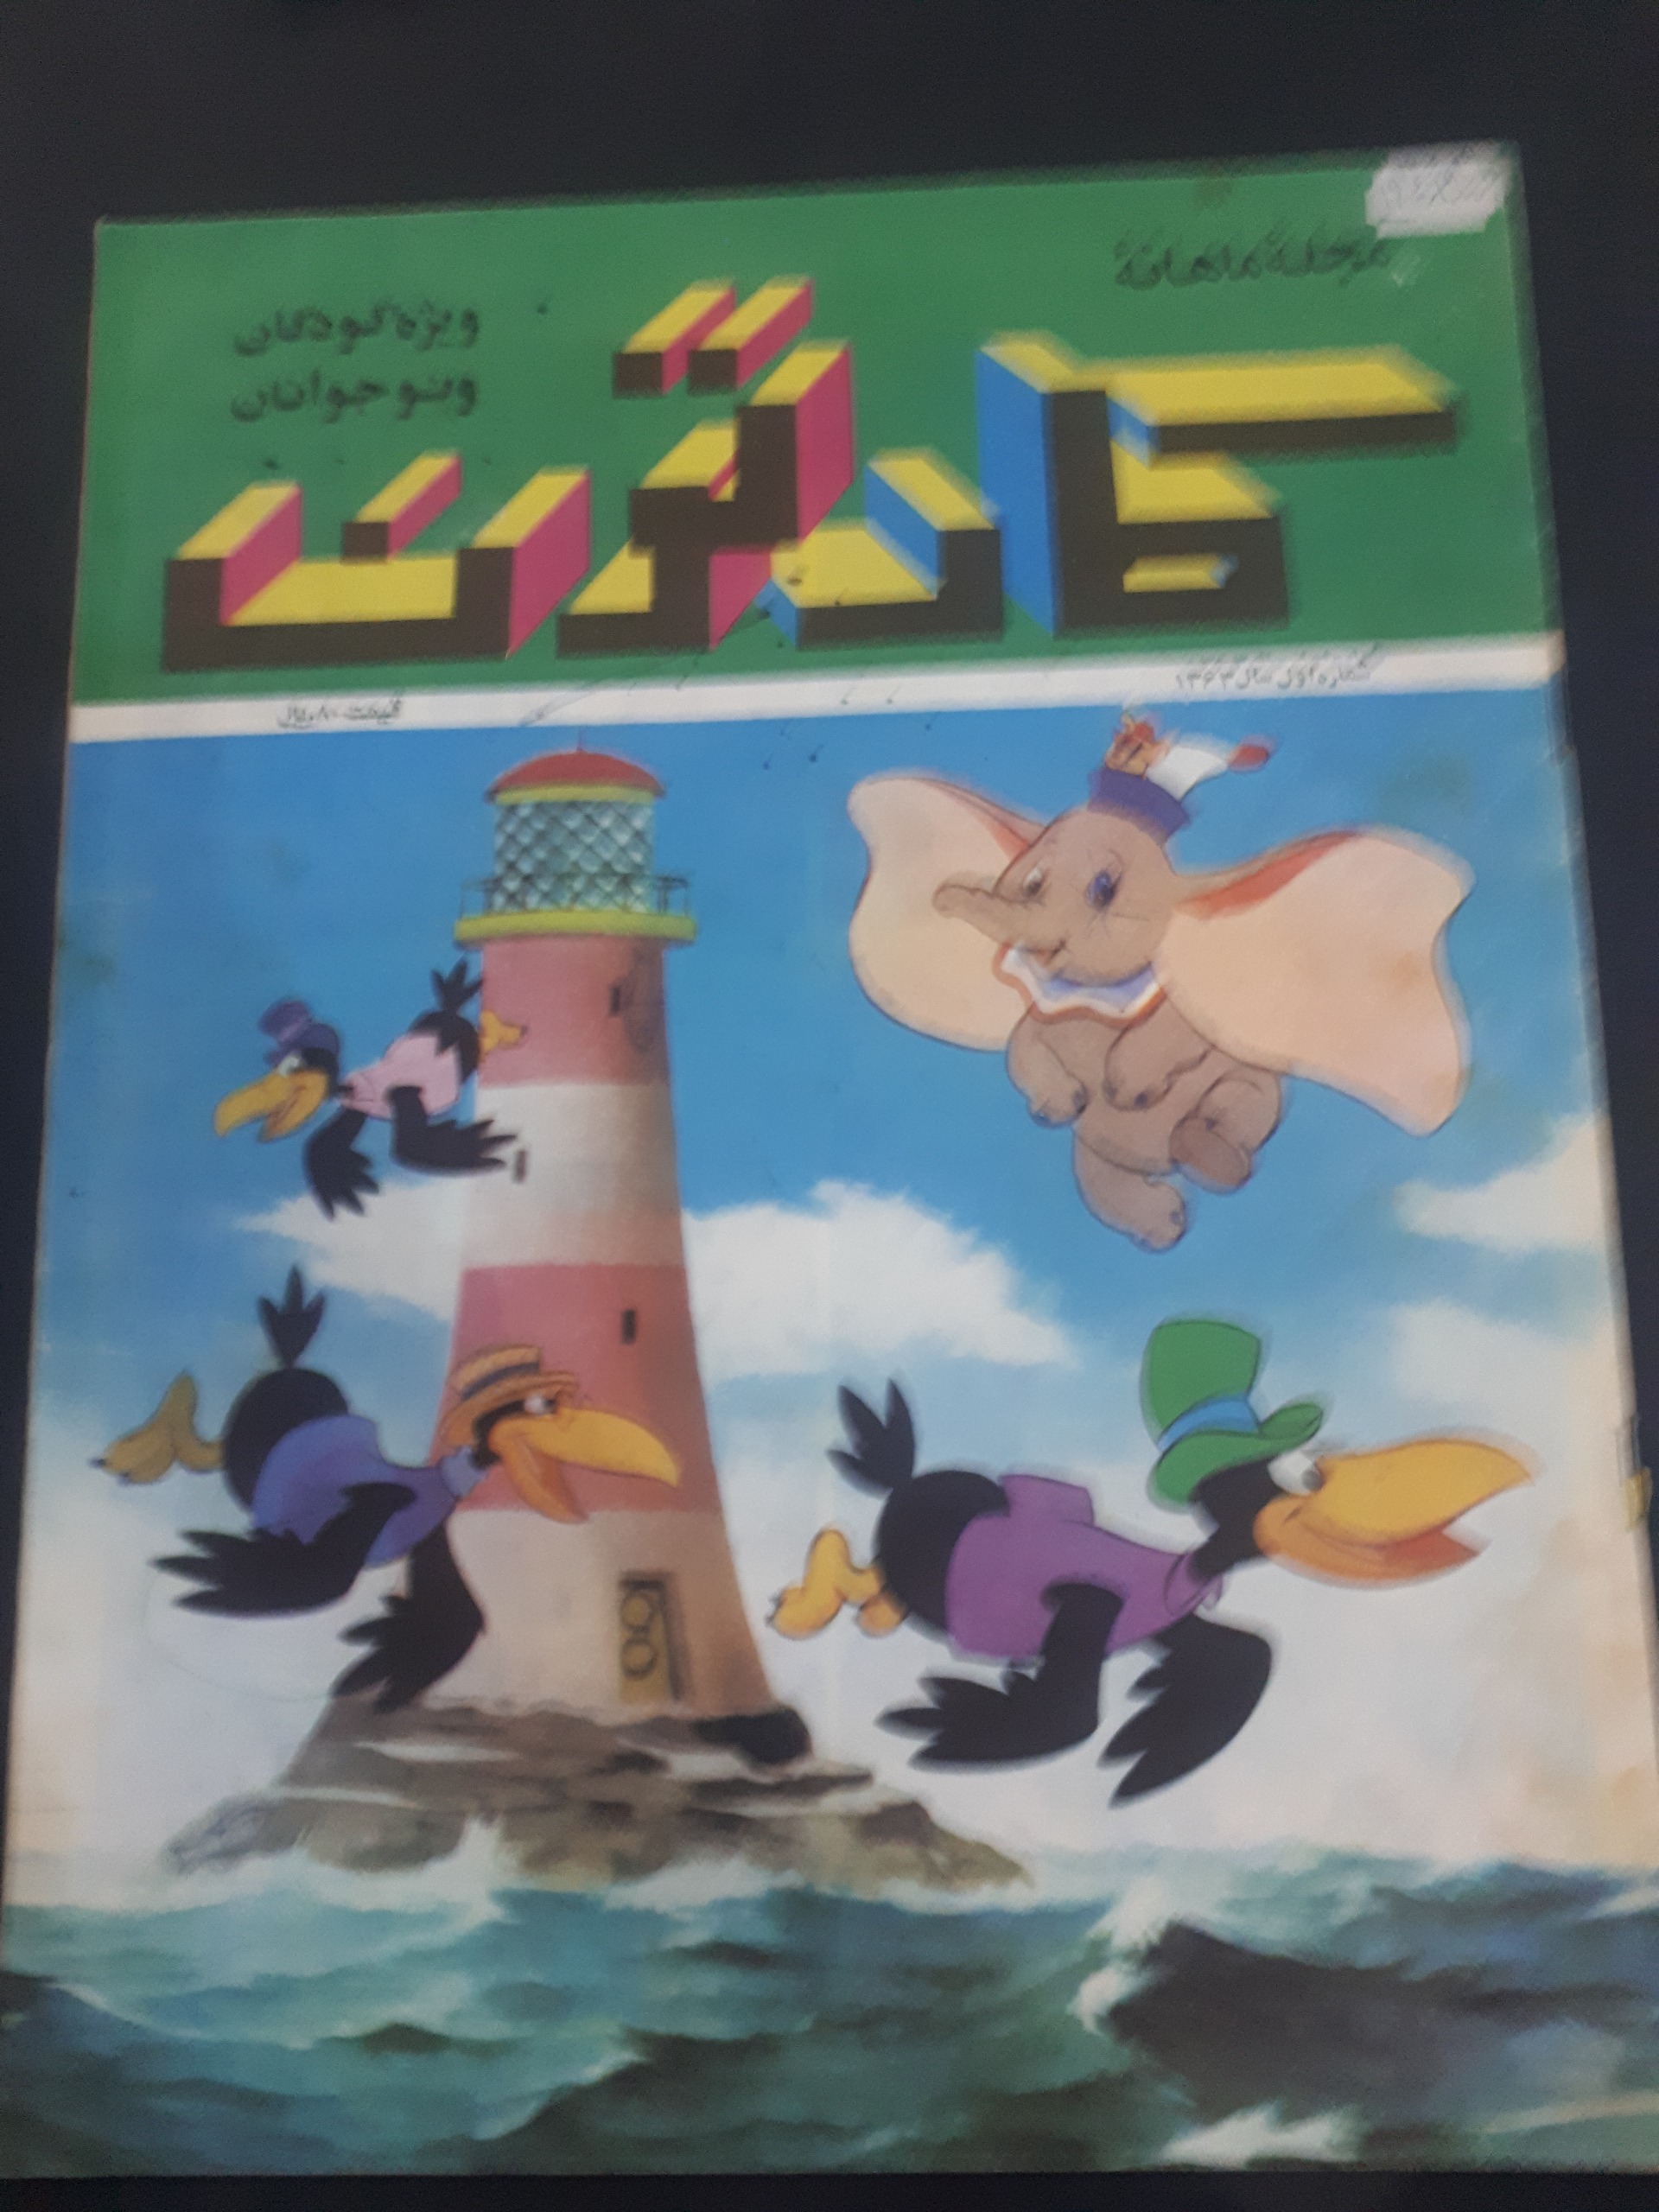 مجله ماهانه
ویژه کودکان
و نوجوانان
کارتون
شماره اول سال ۱۳۶۳
قیمت ۸۰ ریال